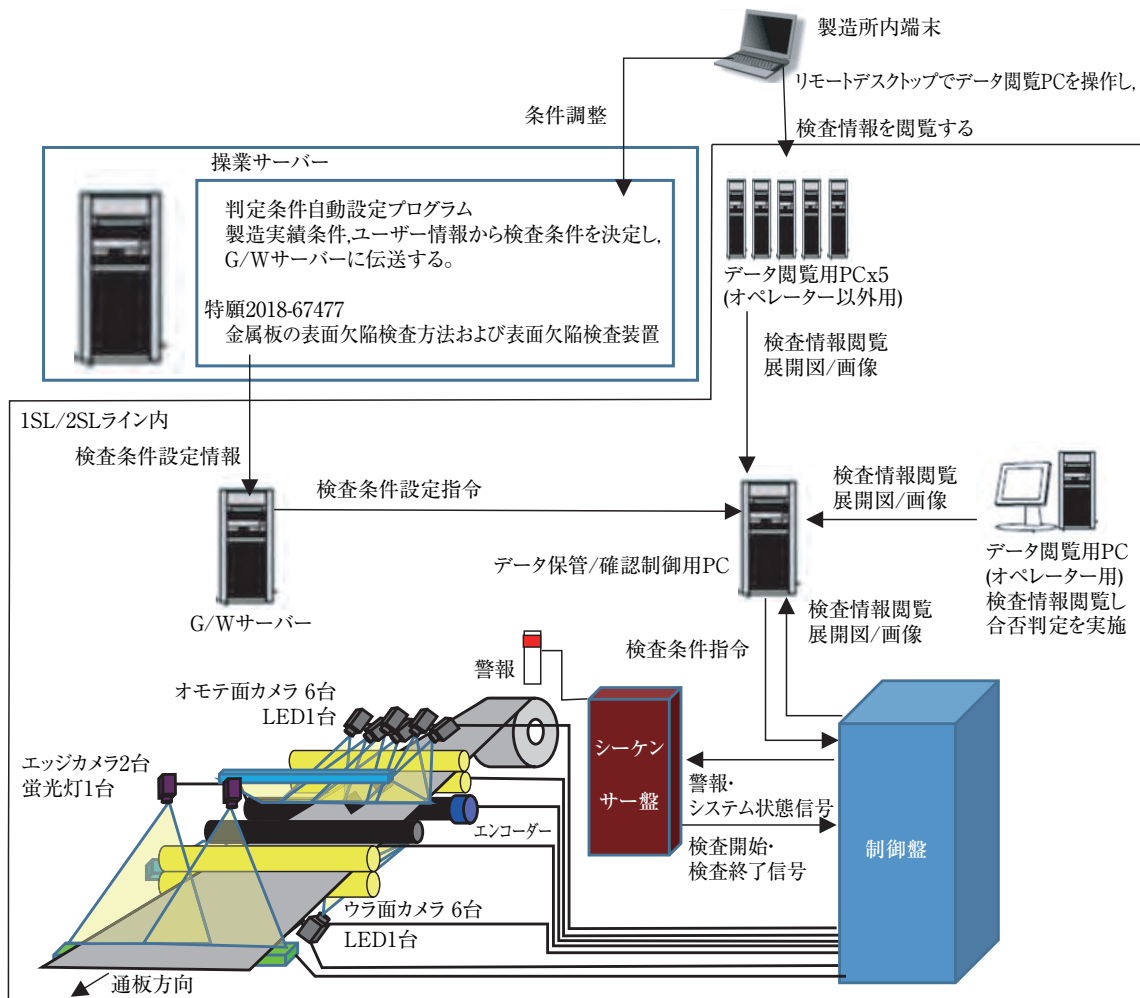 製造所内端末
リモートデスクトップでデータ閲覧PCを操作し,
検査情報を閲覧する
条件調整
操業サーバー
判定条件自動設定プログラム
製造実績条件,ユーザー情報から検査条件を決定し,
G/Wサーバーに伝送する。
特願2018-67477
金属板の表面欠陥検査方法および表面欠陥検査装置
データ閲覧用PCx5
(オペレーター以外用)
検査情報閲覧
展開図/画像
1SL/2SLライン内
検査条件設定情報
検査条件設定指令
G/Wサーバー
データ保管/確認制御用PC
検査情報閲覧
展開図/画像
データ閲覧用PC
(オペレーター用)
検査情報閲覧し
合否判定を実施
検査情報閲覧
展開図/画像
検査条件指令
警報
オモテ面カメラ 6台
LED1台
エッジカメラ2台
蛍光灯1台
エンコーダー
シーケン
サー盤
警報・
システム状態信号
検査開始・
検査終了信号
制御盤
ウラ面カメラ 6台
LED1台
通板方向